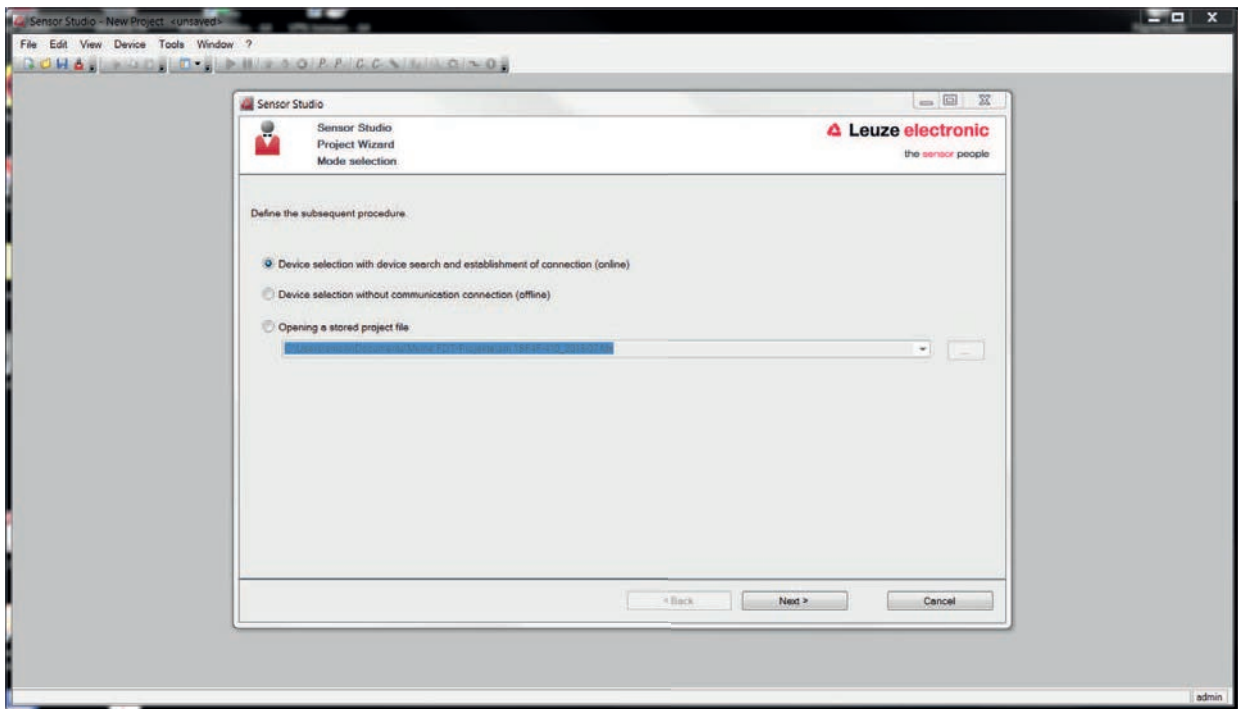 Sensor Studio - New Project <unsaved>
File Edit View Device Tools Window ?
Sensor Studio
Sensor Studio
Project Wizard
Mode selection
Leuze electronic
the sensor people
Define the subsequent procedure.
Device selection with device search and establishment of connection (online)
Device selection without communication connection (offline)
Opening a stored project file
...
< Back Next > Cancel
admin